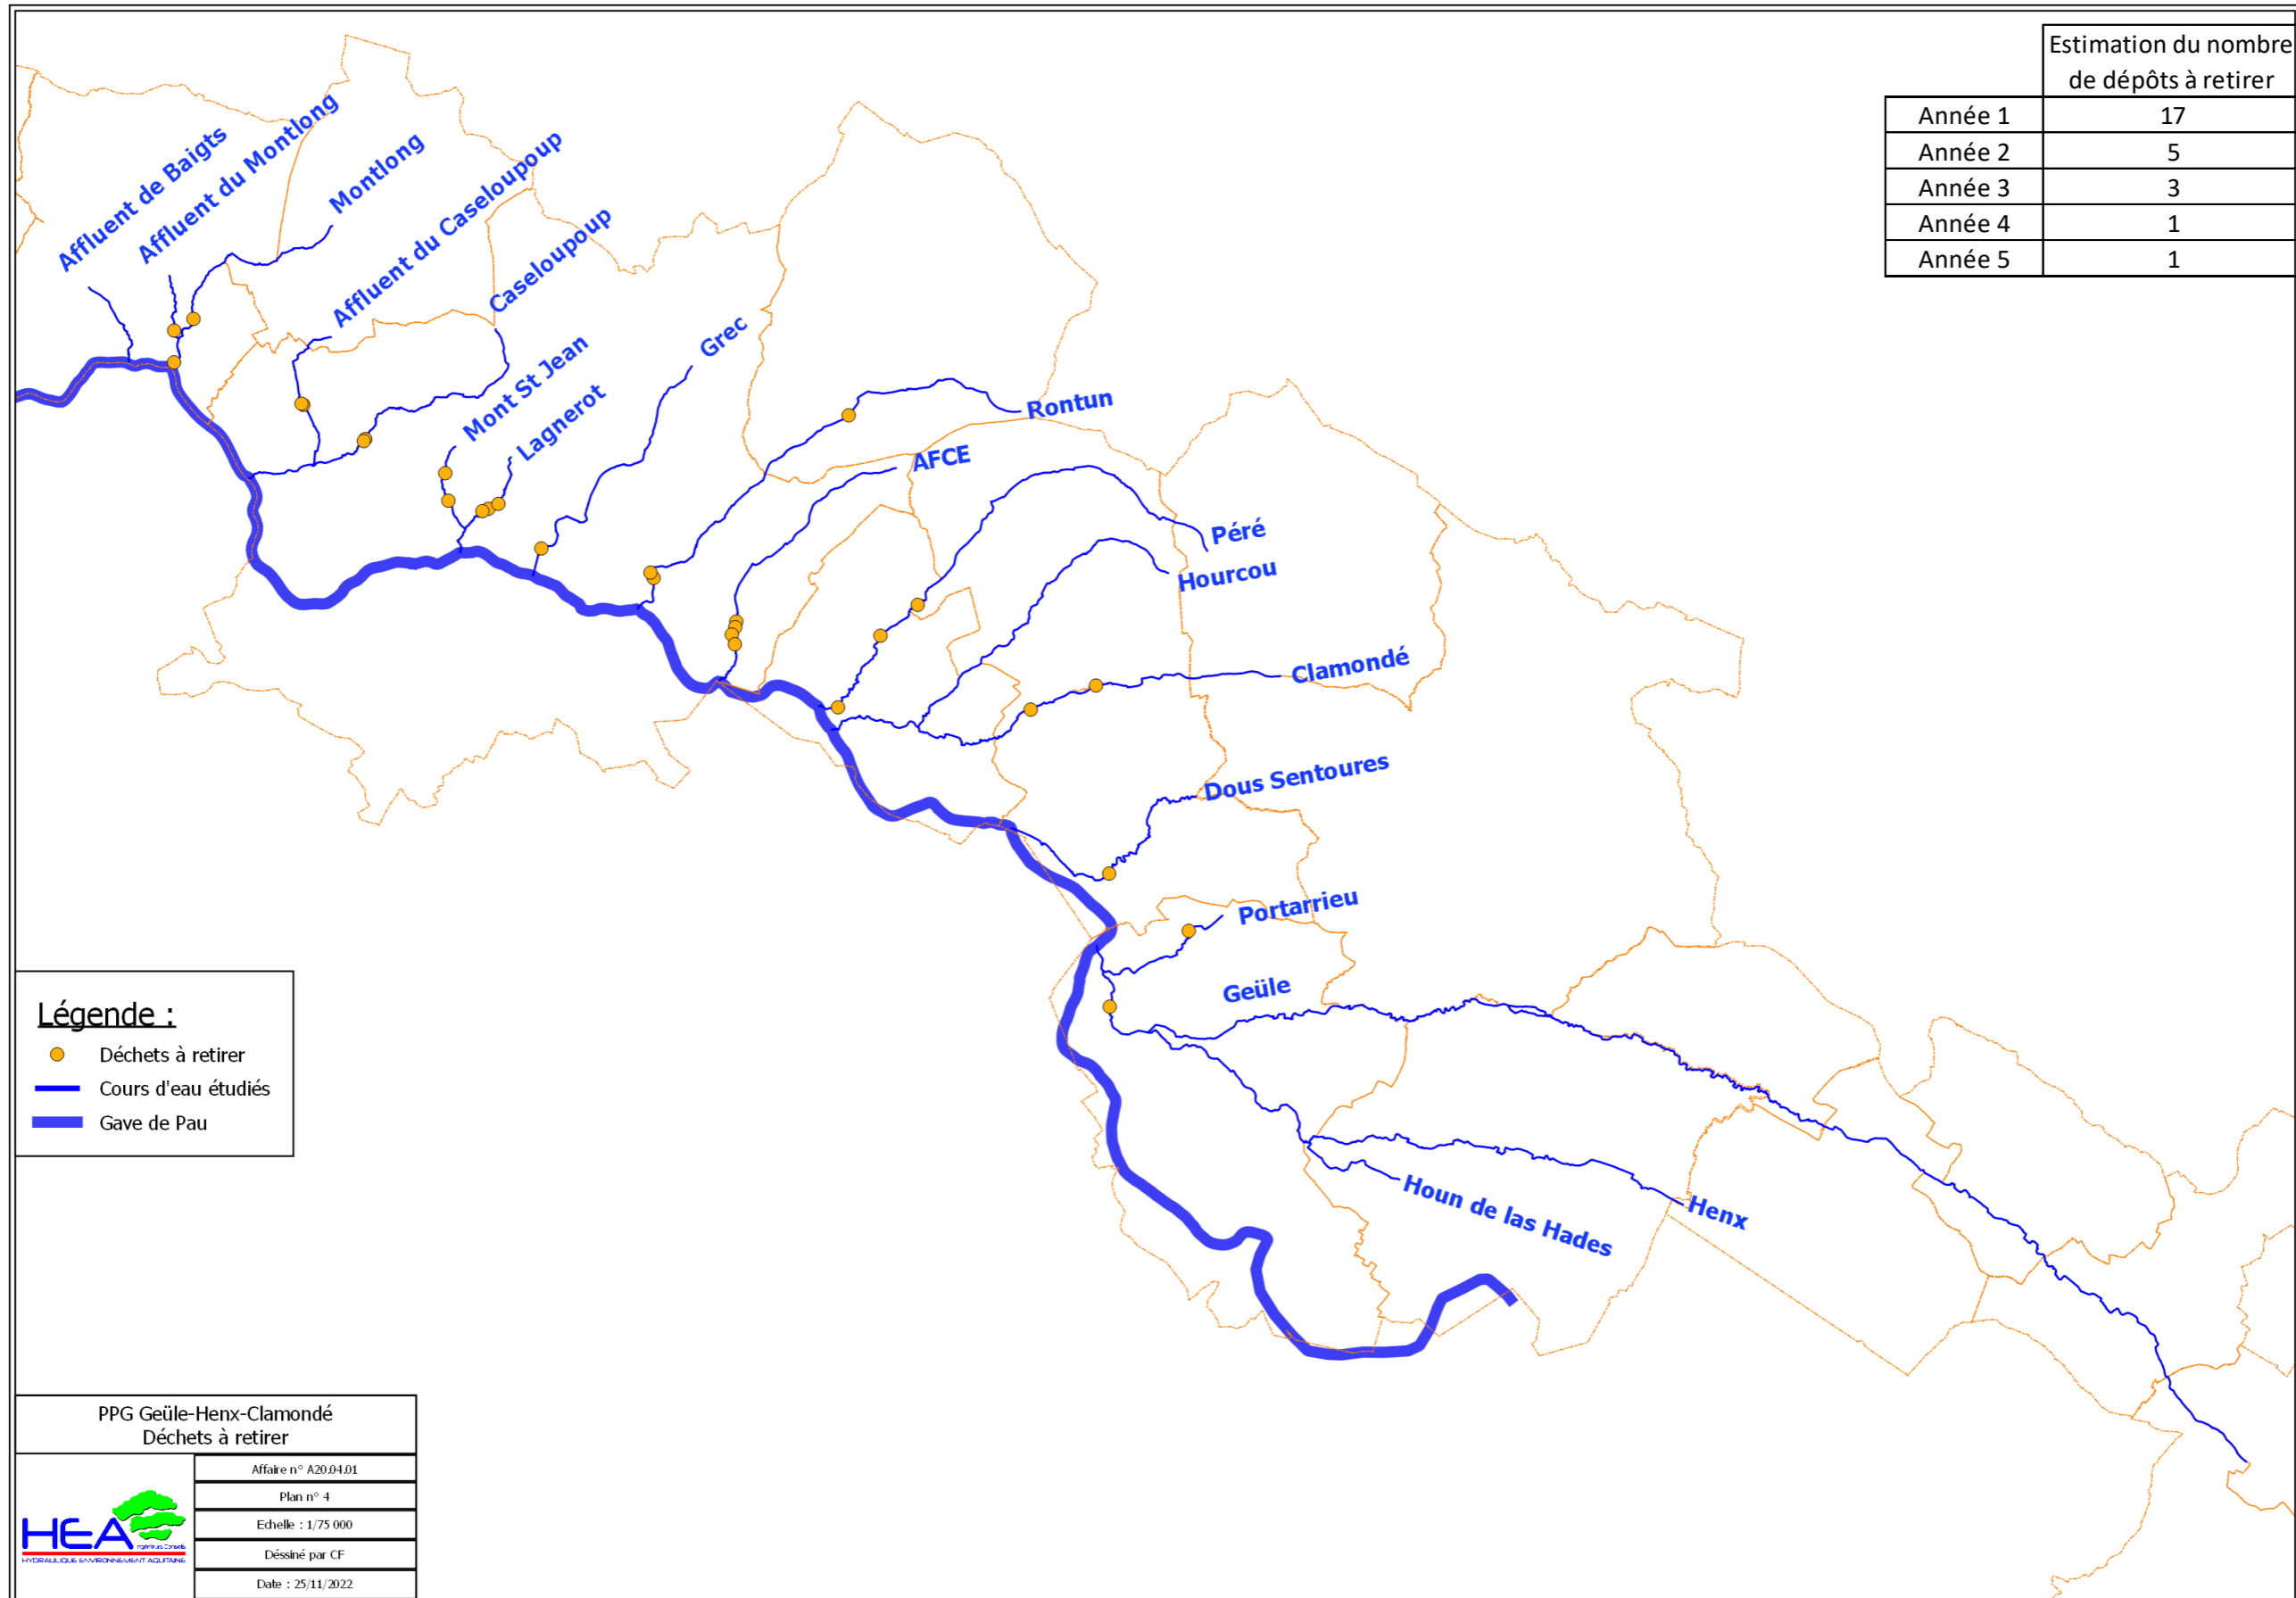 Estimation du nombre
de dépôts à retirer
Année 1 17
Année 2 5
Année 3 3
Année 4 1
Année 5 1
Affluent de Baigts
Affluent du Montlong
Montlong
Affluent du Caseloupoup
Caseloupoup
Mont St Jean
Lagnerot
Grec
Rontun
AFCE
Péré
Hourcou
Clamondé
Dous Sentoures
Portarrieu
Geüle
Houn de las Hades
Henx
Légende :
Déchets à retirer
Cours d'eau étudiés
Gave de Pau
PPG Geüle-Henx-Clamondé
Déchets à retirer
Affaire n° A20.04.01
Plan n° 4
Echelle : 1/75 000
Déssiné par CF
Date : 25/11/2022
HEA
Ingénieurs Conseils
HYDRAULIQUE ENVIRONNEMENT AQUITAINE